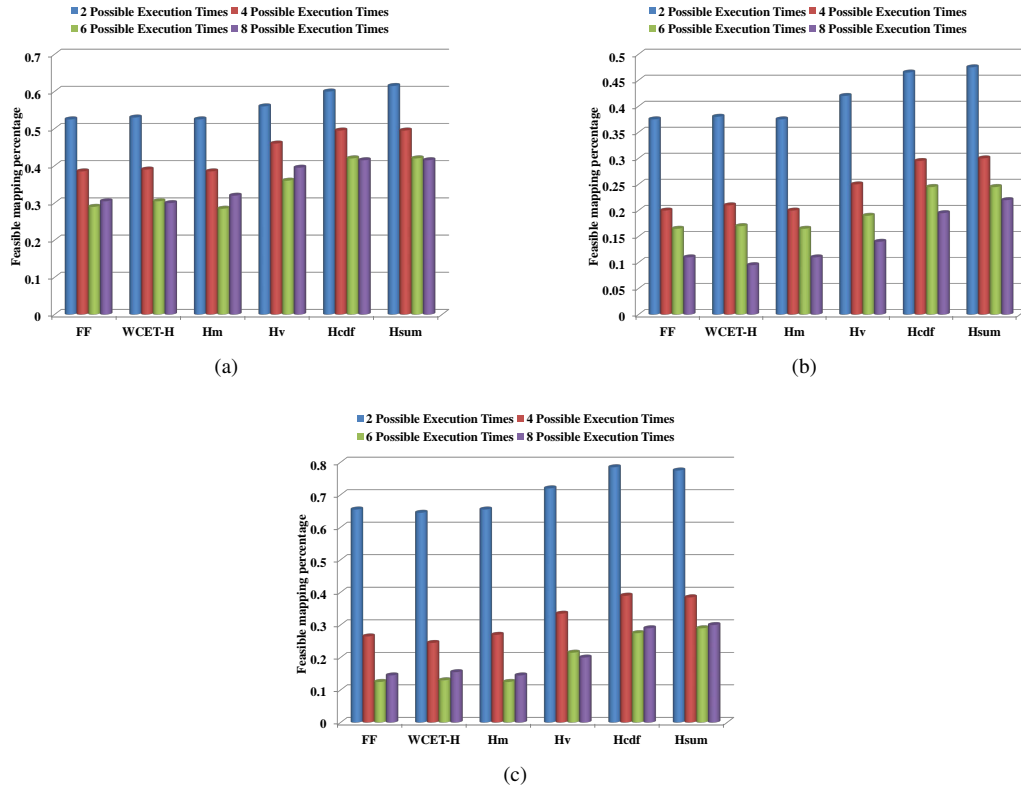 2 Possible Execution Times 4 Possible Execution Times
6 Possible Execution Times 8 Possible Execution Times
Feasible mapping percentage
0.7
0.6
0.5
0.4
0.3
0.2
0.1
0
FF WCET-H Hm Hv Hcdf Hsum
(a)
2 Possible Execution Times 4 Possible Execution Times
6 Possible Execution Times 8 Possible Execution Times
Feasible mapping percentage
0.5
0.45
0.4
0.35
0.3
0.25
0.2
0.15
0.1
0.05
0
FF WCET-H Hm Hv Hcdf Hsum
(b)
2 Possible Execution Times 4 Possible Execution Times
6 Possible Execution Times 8 Possible Execution Times
Feasible mapping percentage
0.8
0.7
0.6
0.5
0.4
0.3
0.2
0.1
0
FF WCET-H Hm Hv Hcdf Hsum
(c)